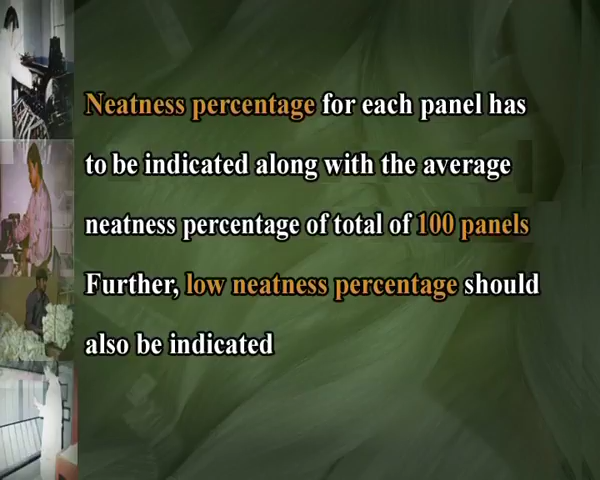 Neatness percentage for each panel has
to be indicated along with the average
neatness percentage of total of 100 panels
Further, low neatness percentage should
also be indicated